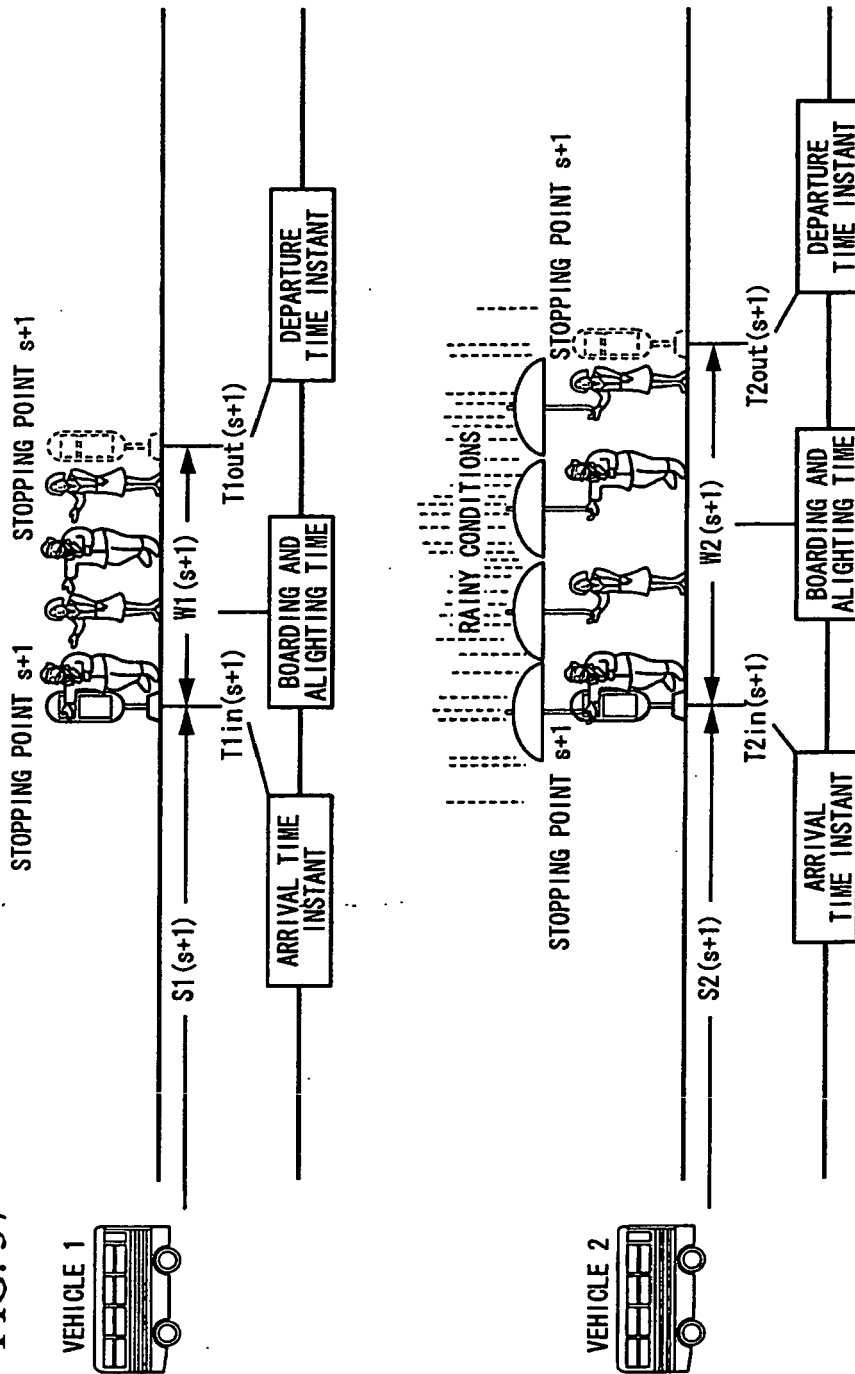 FIG.
VEHICLE 1
S1(s+1)
STOPPING POINT s+1
STOPPING POINT s+1
W1(s+1)
T1in(s+1)
T1out(s+1)
ARRIVAL TIME
INSTANT
BOARDING AND
ALIGHTING TIME
DEPARTURE
TIME INSTANT
VEHICLE 2
S2(s+1)
RAINY CONDITIONS
STOPPING POINT s+1
STOPPING POINT s+1
W2(s+1)
T2in(s+1)
T2out(s+1)
ARRIVAL
TIME INSTANT
BOARDING AND
ALIGHTING TIME
DEPARTURE
TIME INSTANT